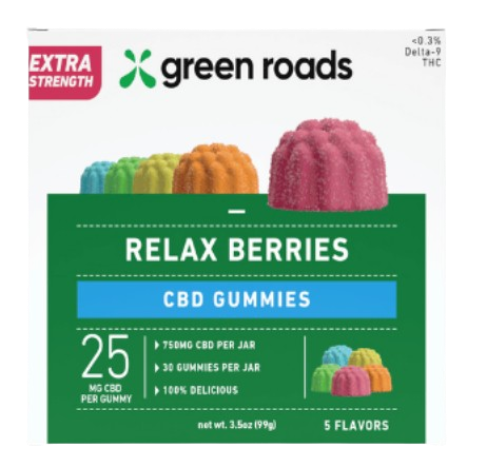 EXTRA
STRENGTH
green roads
<0.3%
Delta-9
THC
RELAX BERRIES
CBD GUMMIES
25
MG CBD
PER GUMMY
750MG CBD PER JAR
30 GUMMIES PER JAR
100% DELICIOUS
net wt. 3.5oz (99g)
5 FLAVORS